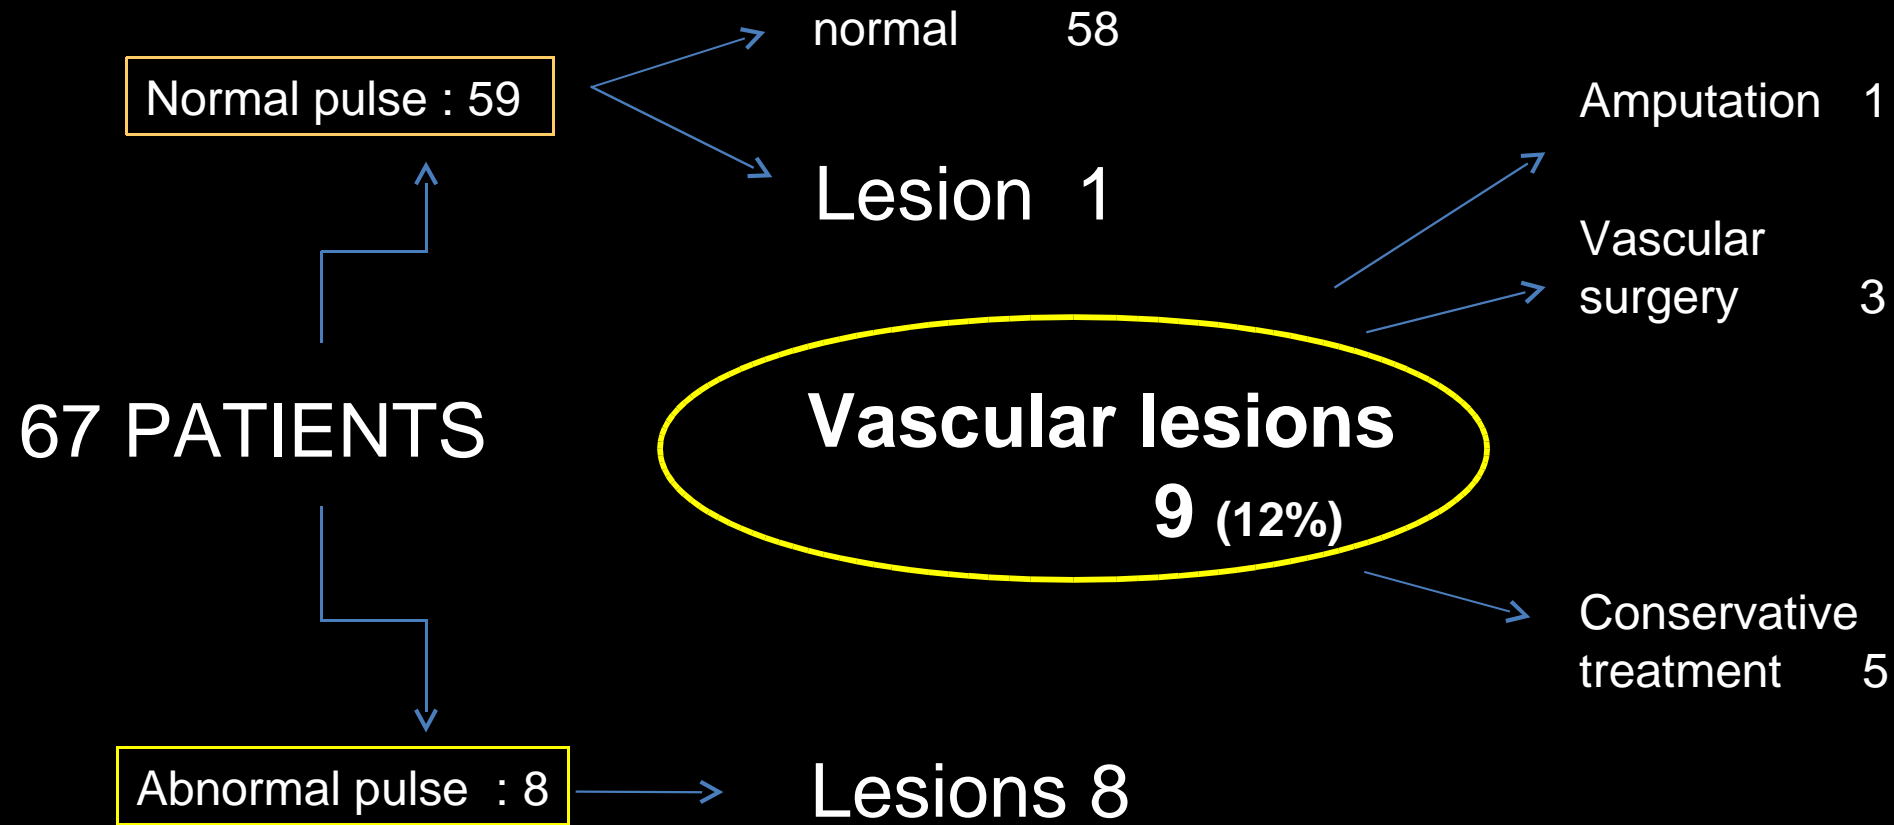 normal 58
Normal pulse : 59
Lesion 1
Amputation 1
Vascular
surgery 3
67 PATIENTS
Vascular lesions
9 (12%)
Conservative
treatment 5
Abnormal pulse : 8
Lesions 8